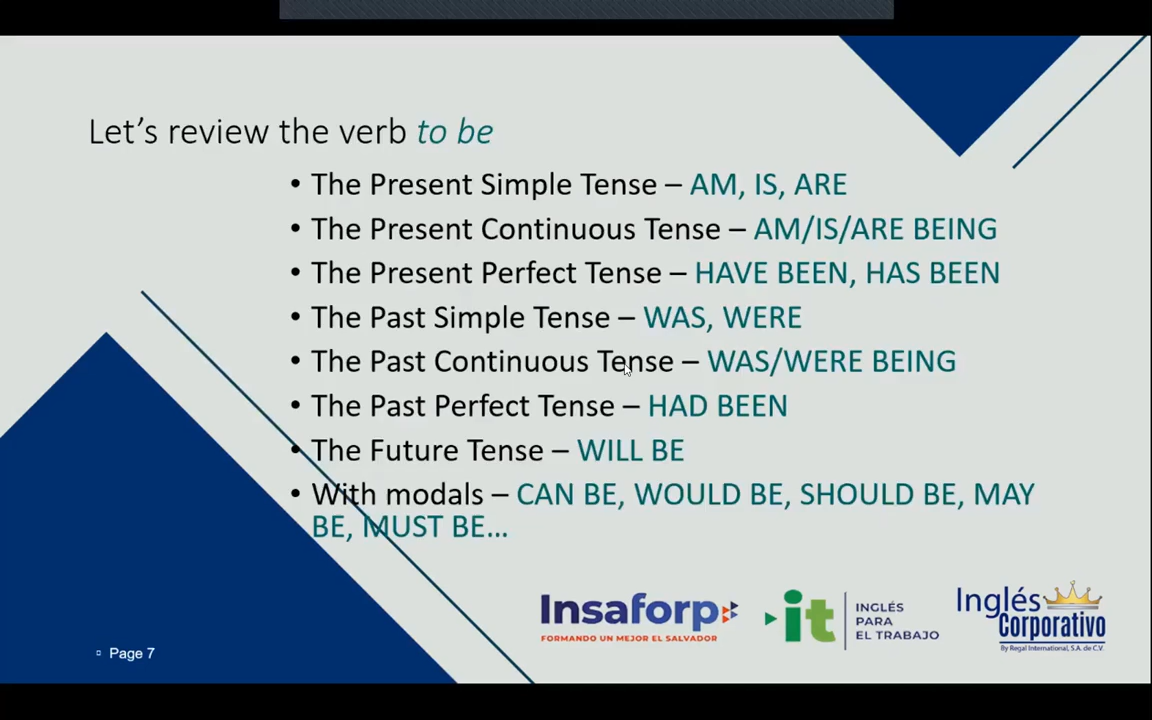 Let's review the verb to be
• The Present Simple Tense – AM, IS, ARE
• The Present Continuous Tense – AM/IS/ARE BEING
• The Present Perfect Tense – HAVE BEEN, HAS BEEN
• The Past Simple Tense – WAS, WERE
• The Past Continuous Tense – WAS/WERE BEING
• The Past Perfect Tense – HAD BEEN
• The Future Tense – WILL BE
• With modals – CAN BE, WOULD BE, SHOULD BE, MAY
BE, MUST BE...
Insaforp
FORMANDO UN MEJOR EL SALVADOR
it
INGLÉS
PARA
EL TRABAJO
Inglés
Corporativo
By Regal International, S.A. de C.V.
Page 7